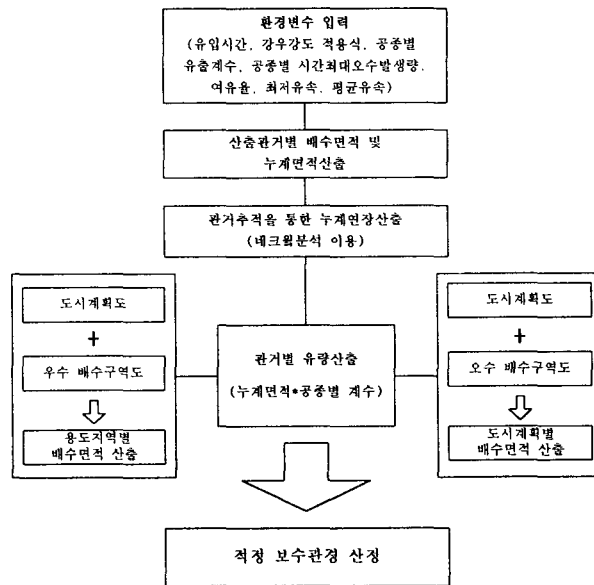 환경변수 입력
(유입시간, 강우강도 적용식, 공종별
유출계수, 공종별 시간최대오수발생량,
여유율, 최저유속, 평균유속)
산출관거별 배수면적 및
누계면적산출
관거추적을 통한 누계연장산출
(네크웍분석 이용)
도시계획도
+
우수 배수구역도
용도지역별
배수면적 산출
관거별 유량산출
(누계면적*공종별 계수)
도시계획도
+
오수 배수구역도
도시계획별
배수면적 산출
적정 보수관경 산정